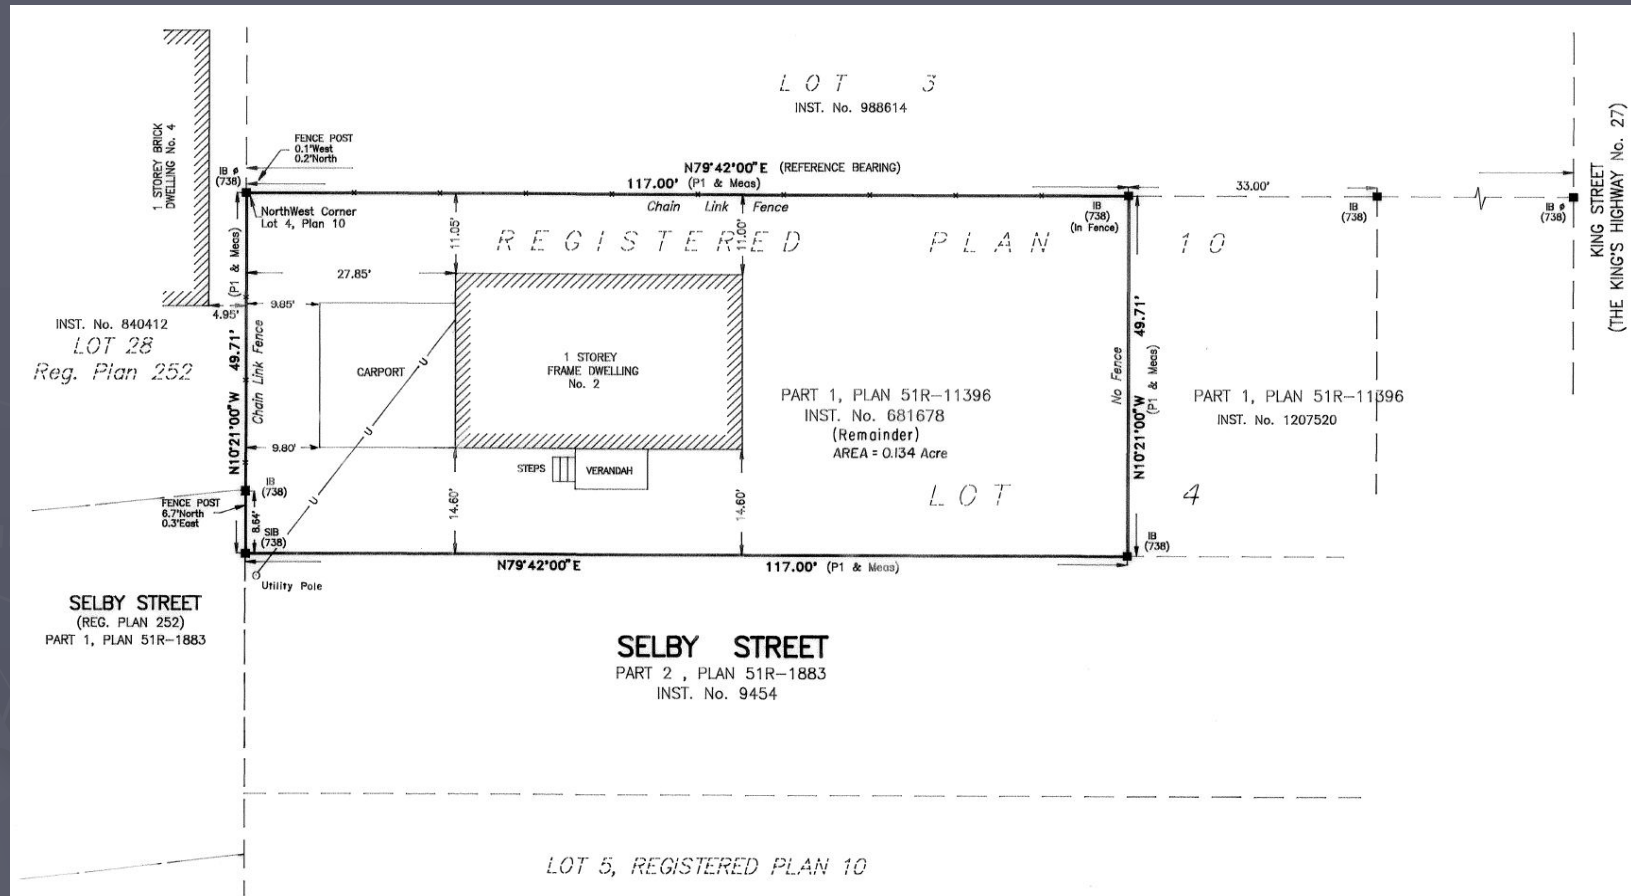 LOT 3
INST. No. 988614
1 STOREY BRICK
DWELLING No. 4
FENCE POST
0.1'West
0.2'North
IB ø
(738)
N79°42'00"E (REFERENCE BEARING)
117.00' (P1 & Meas)
33.00'
Chain Link Fence
IB
(738)
(In Fence)
IB
(738)
IB ø
(738)
KING STREET
(THE KING'S HIGHWAY No. 27)
NorthWest Corner
Lot 4, Plan 10
REGISTERED PLAN 10
11.05'
11.00'
27.85'
9.85'
4.95'
INST. No. 840412
LOT 28
Reg. Plan 252
N10°21'00"W 49.71' (P1 & Meas)
Chain Link Fence
CARPORT
U
U
U
1 STOREY
FRAME DWELLING
No. 2
PART 1, PLAN 51R-11396
INST. No. 681678
(Remainder)
AREA = 0.134 Acre
No Fence
N10°21'00"W 49.71'
(P1 & Meas)
PART 1, PLAN 51R-11396
INST. No. 1207520
9.80'
STEPS
VERANDAH
IB
(738)
FENCE POST
6.7'North
0.3'East
8.64'
SIB
(738)
14.60'
14.60'
LOT 4
IB
(738)
N79°42'00"E
117.00' (P1 & Meas)
Utility Pole
SELBY STREET
(REG. PLAN 252)
PART 1, PLAN 51R-1883
SELBY STREET
PART 2 , PLAN 51R-1883
INST. No. 9454
LOT 5, REGISTERED PLAN 10